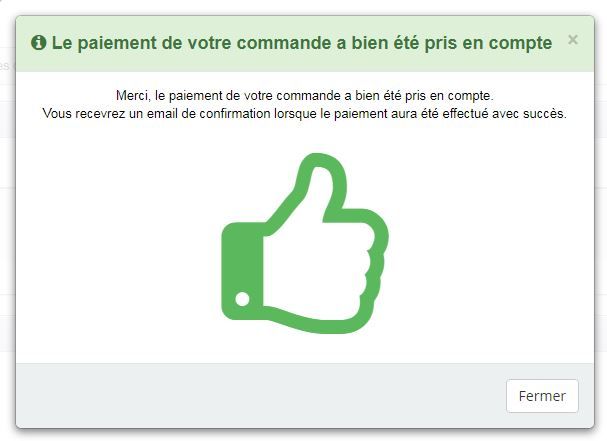 Le paiement de votre commande a bien été pris en compte
×
Merci, le paiement de votre commande a bien été pris en compte.
Vous recevrez un email de confirmation lorsque le paiement aura été effectué avec succès.
Fermer